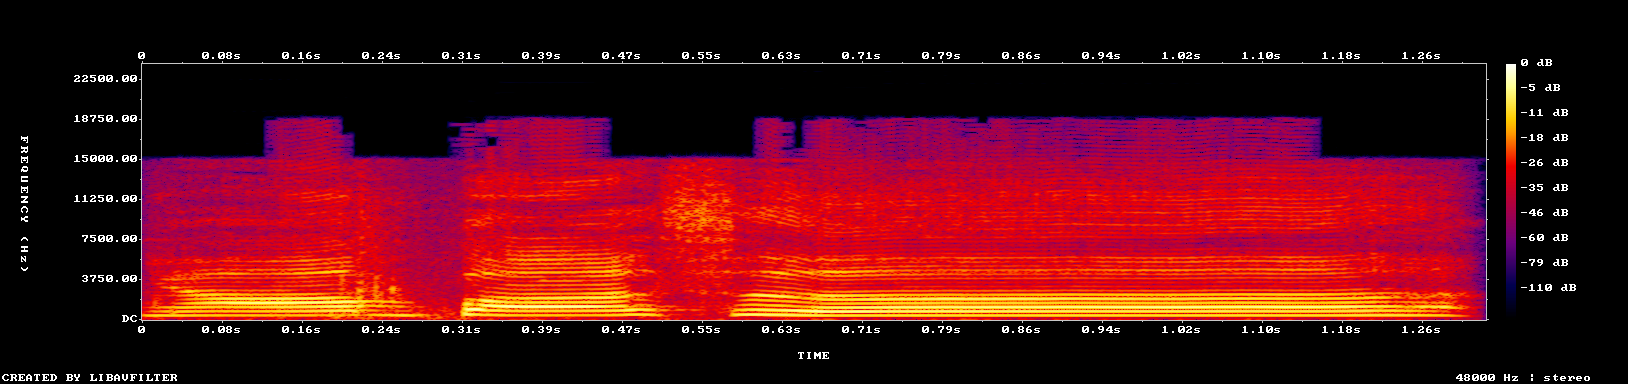 0 0.08s 0.16s 0.24s 0.31s 0.39s 0.47s 0.55s 0.63s 0.71s 0.79s 0.86s 0.94s 1.02s 1.10s 1.18s 1.26s
22500.00
18750.00
15000.00
11250.00
7500.00
3750.00
DC
FREQUENCY (Hz)
0 dB
-5 dB
-11 dB
-18 dB
-26 dB
-35 dB
-46 dB
-60 dB
-79 dB
-110 dB
0 0.08s 0.16s 0.24s 0.31s 0.39s 0.47s 0.55s 0.63s 0.71s 0.79s 0.86s 0.94s 1.02s 1.10s 1.18s 1.26s
TIME
CREATED BY LIBAVFILTER
48000 Hz | stereo